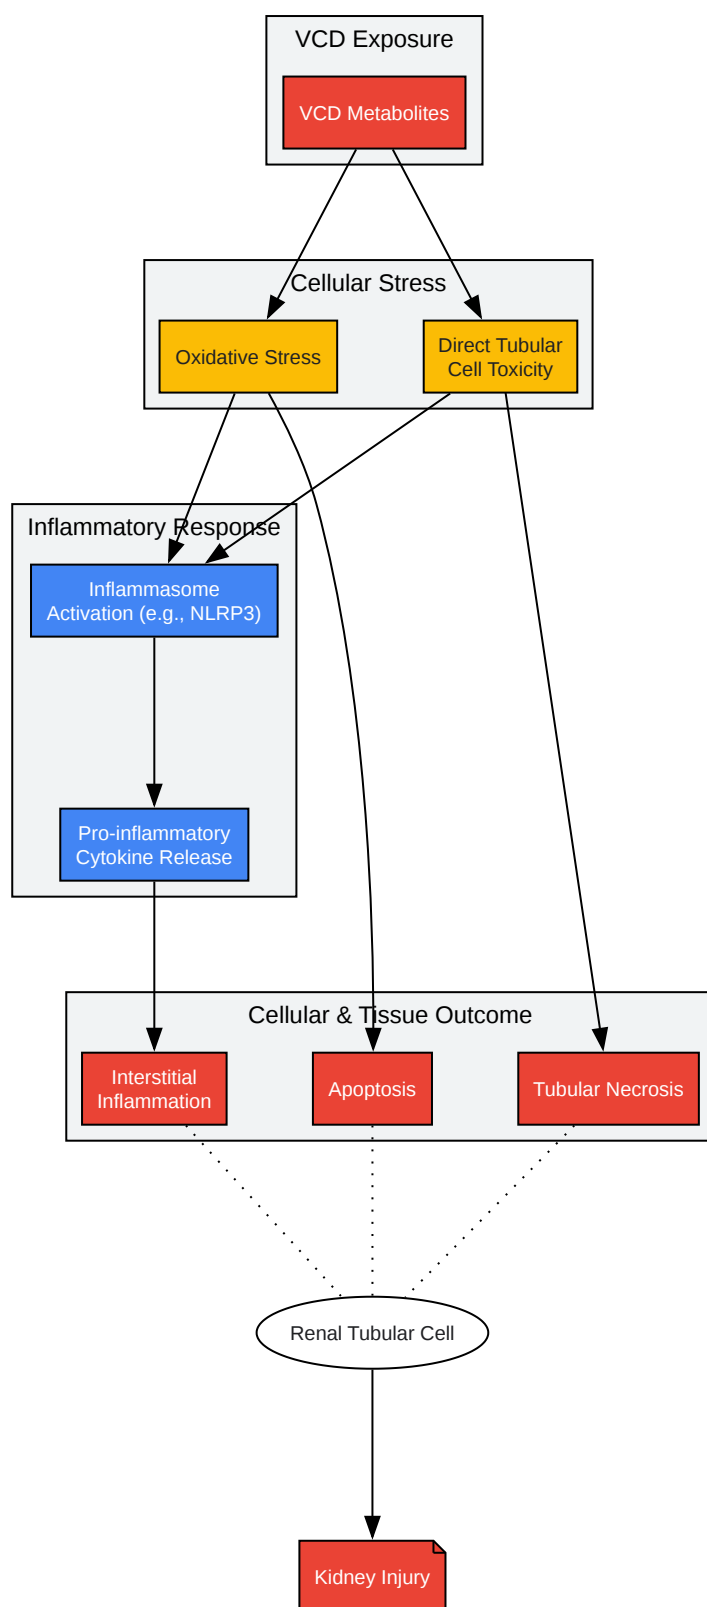 VCD Exposure
VCD Metabolites
Cellular Stress
Oxidative Stress
Direct Tubular
Cell Toxicity
Inflammatory Response
Inflammasome
Activation (e.g., NLRP3)
Pro-inflammatory
Cytokine Release
Cellular & Tissue Outcome
Interstitial
Inflammation
Apoptosis
Tubular Necrosis
Renal Tubular Cell
Kidney Injury